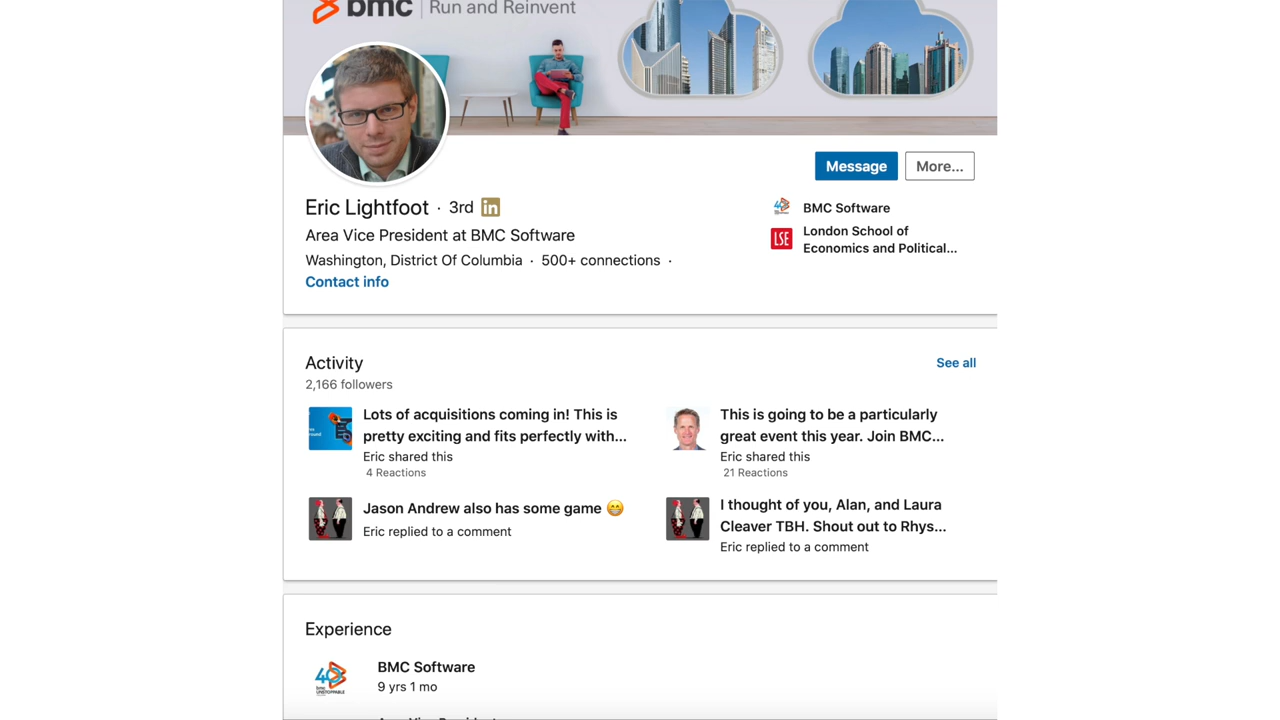 bmc | Run and Reinvent
Eric Lightfoot · 3rd in
Area Vice President at BMC Software
Washington, District Of Columbia · 500+ connections ·
Contact info
Message
More...
BMC Software
LSE
London School of
Economics and Political...
Activity
2,166 followers
See all
Lots of acquisitions coming in! This is
pretty exciting and fits perfectly with...
Eric shared this
4 Reactions
This is going to be a particularly
great event this year. Join BMC...
Eric shared this
21 Reactions
Jason Andrew also has some game 😁
Eric replied to a comment
I thought of you, Alan, and Laura
Cleaver TBH. Shout out to Rhys...
Eric replied to a comment
Experience
40
bmc
UNSTOPPABLE
BMC Software
9 yrs 1 mo